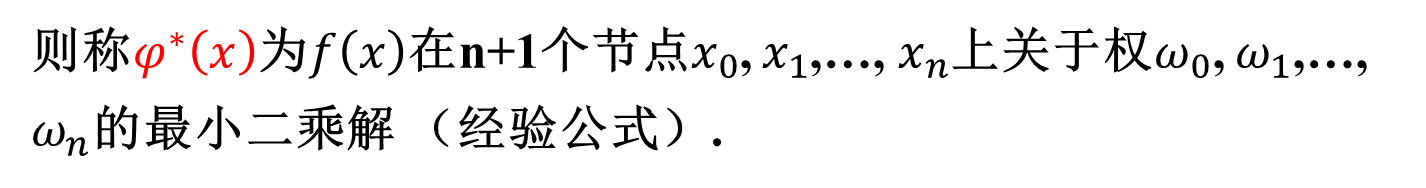 则称φ*(x)为f(x)在n+1个节点x₀, x₁,…, xₙ上关于权ω₀, ω₁,…,
ωₙ的最小二乘解 （经验公式）.